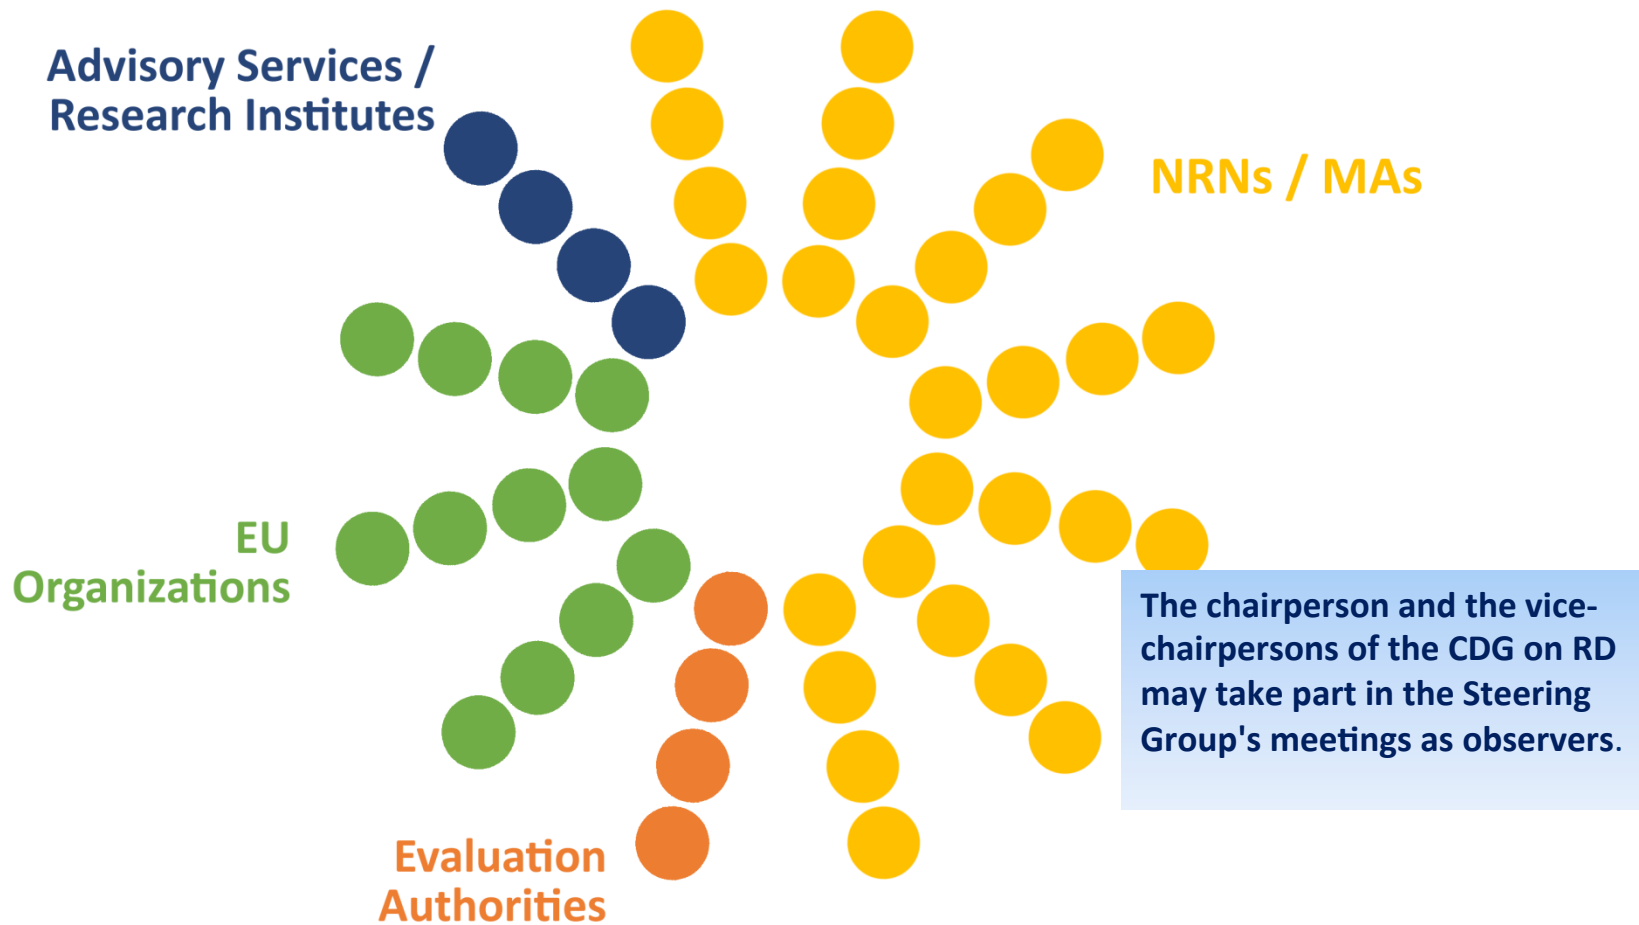 Advisory Services /
Research Institutes
NRNs / MAs
EU
Organizations
The chairperson and the vice-
chairpersons of the CDG on RD
may take part in the Steering
Group's meetings as observers.
Evaluation
Authorities